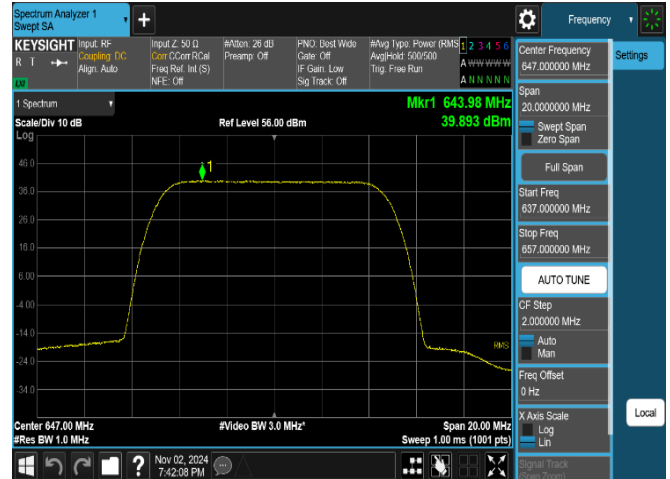 Spectrum Analyzer 1
Swept SA
Frequency
KEYSIGHT
R T
LXI
Input: RF
Coupling: DC
Align: Auto
Input Z: 50 Ω
Corr CCorr RCal
Freq Ref: Int (S)
NFE: Off
#Atten: 26 dB
Preamp: Off
PNO: Best Wide
Gate: Off
IF Gain: Low
Sig Track: Off
#Avg Type: Power (RMS
Avg|Hold: 500/500
Trig: Free Run
1 2 3 4 5 6
A W W W W W
A N N N N N
Center Frequency
647.000000 MHz
Settings
Span
20.0000000 MHz
Swept Span
Zero Span
Full Span
Start Freq
637.000000 MHz
Stop Freq
657.000000 MHz
AUTO TUNE
CF Step
2.000000 MHz
Auto
Man
Freq Offset
0 Hz
X Axis Scale
Log
Lin
Local
Signal Track
(Span Zoom)
1 Spectrum
Scale/Div 10 dB
Log
Ref Level 56.00 dBm
Mkr1 643.98 MHz
39.893 dBm
1
46.0
36.0
26.0
16.0
6.00
-4.00
-14.0
-24.0
-34.0
RMS
Center 647.00 MHz
#Res BW 1.0 MHz
#Video BW 3.0 MHz*
Span 20.00 MHz
Sweep 1.00 ms (1001 pts)
?
Nov 02, 2024
7:42:08 PM